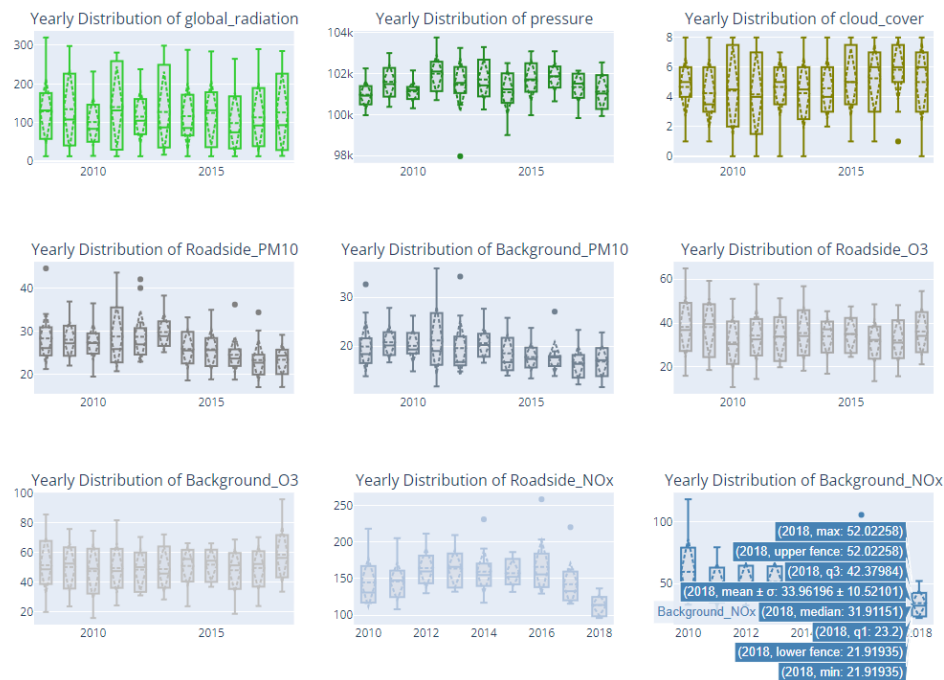 Yearly Distribution of global_radiation
Yearly Distribution of pressure
Yearly Distribution of cloud_cover
300
200
100
0
2010
2015
104k
102k
100k
98k
2010
2015
8
6
4
2
0
2010
2015
Yearly Distribution of Roadside_PM10
Yearly Distribution of Background_PM10
Yearly Distribution of Roadside_O3
40
30
20
2010
2015
30
20
2010
2015
60
40
20
2010
2015
Yearly Distribution of Background_O3
Yearly Distribution of Roadside_NOx
Yearly Distribution of Background_NOx
100
80
60
40
20
2010
2015
250
200
150
100
2010
2012
2014
2016
2018
100
50
(2018, max: 52.02258)
(2018, upper fence: 52.02258)
(2018, q3: 42.37984)
(2018, mean ± σ: 33.96196 ± 10.52101)
Background_NOx
(2018, median: 31.91151)
(2018, q1: 23.2)
(2018, lower fence: 21.91935)
(2018, min: 21.91935)
2010
2012